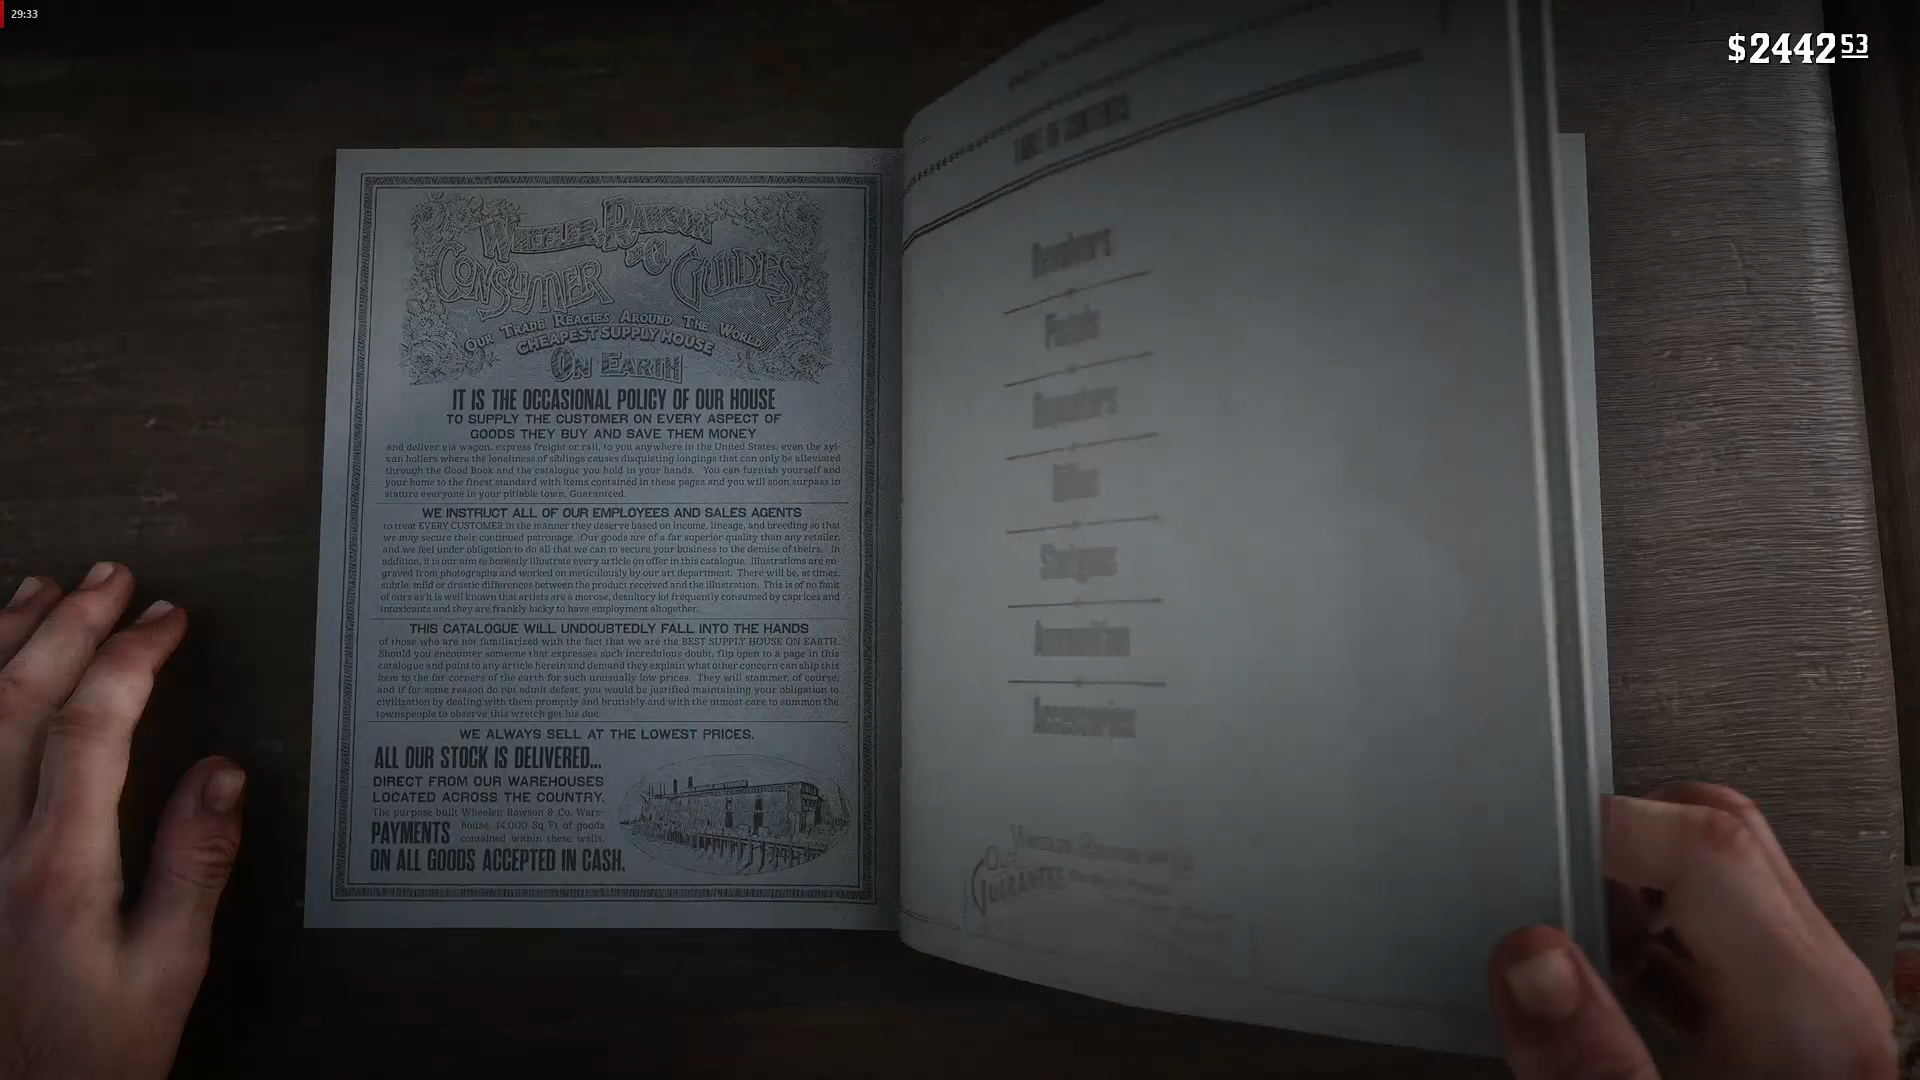 29:33
$2442 53
WHEELER, RAWSON
& CO.
CONSUMER GUIDES
OUR TRADE REACHES AROUND THE WORLD
CHEAPEST SUPPLY HOUSE
ON EARTH
IT IS THE OCCASIONAL POLICY OF OUR HOUSE
TO SUPPLY THE CUSTOMER ON EVERY ASPECT OF
GOODS THEY BUY AND SAVE THEM MONEY
and deliver via wagon, express freight or rail, to you anywhere in the United States, even the syl-
van hollers where the loneliness of siblings causes disquieting longings that can only be alleviated
through the Good Book and the catalogue you hold in your hands. You can furnish yourself and
your home to the finest standard with items contained in these pages and you will soon surpass in
stature everyone in your pitiable town. Guaranteed.
WE INSTRUCT ALL OF OUR EMPLOYEES AND SALES AGENTS
to treat EVERY CUSTOMER in the manner they deserve based on income, lineage, and breeding so that
we may secure their continued patronage. Our goods are of a far superior quality than any retailer,
and we feel under obligation to do all that we can to secure your business to the demise of theirs. In
addition, it is our aim to honestly illustrate every article on offer in this catalogue. Illustrations are en-
graved from photographs and worked on meticulously by our art department. There will be, at times,
subtle, mild or drastic differences between the product received and the illustration. This is of no fault
of ours as it is well known that artists are a morose, desultory lot frequently consumed by caprices and
intoxicants and they are frankly lucky to have employment altogether.
THIS CATALOGUE WILL UNDOUBTEDLY FALL INTO THE HANDS
of those who are not familiarized with the fact that we are the BEST SUPPLY HOUSE ON EARTH.
Should you encounter someone that expresses such incredulous doubt, flip open to a page in this
catalogue and point to any article herein and demand they explain what other concern can ship this
item to the far corners of the earth for such unusually low prices. They will stammer, of course,
and if for some reason do not admit defeat, you would be justified maintaining your obligation to
civilization by dealing with them promptly and brutishly and with the utmost care to summon the
townspeople to observe this wretch get his due.
WE ALWAYS SELL AT THE LOWEST PRICES.
ALL OUR STOCK IS DELIVERED...
DIRECT FROM OUR WAREHOUSES
LOCATED ACROSS THE COUNTRY.
The purpose built Wheeler, Rawson & Co. Ware-
house. 14,000 Sq Ft of goods
contained within these walls.
PAYMENTS
ON ALL GOODS ACCEPTED IN CASH.
Revolvers
Pistols
Repeaters
Rifles
Shotguns
Ammunition
Accessories
Our
GUARANTEE